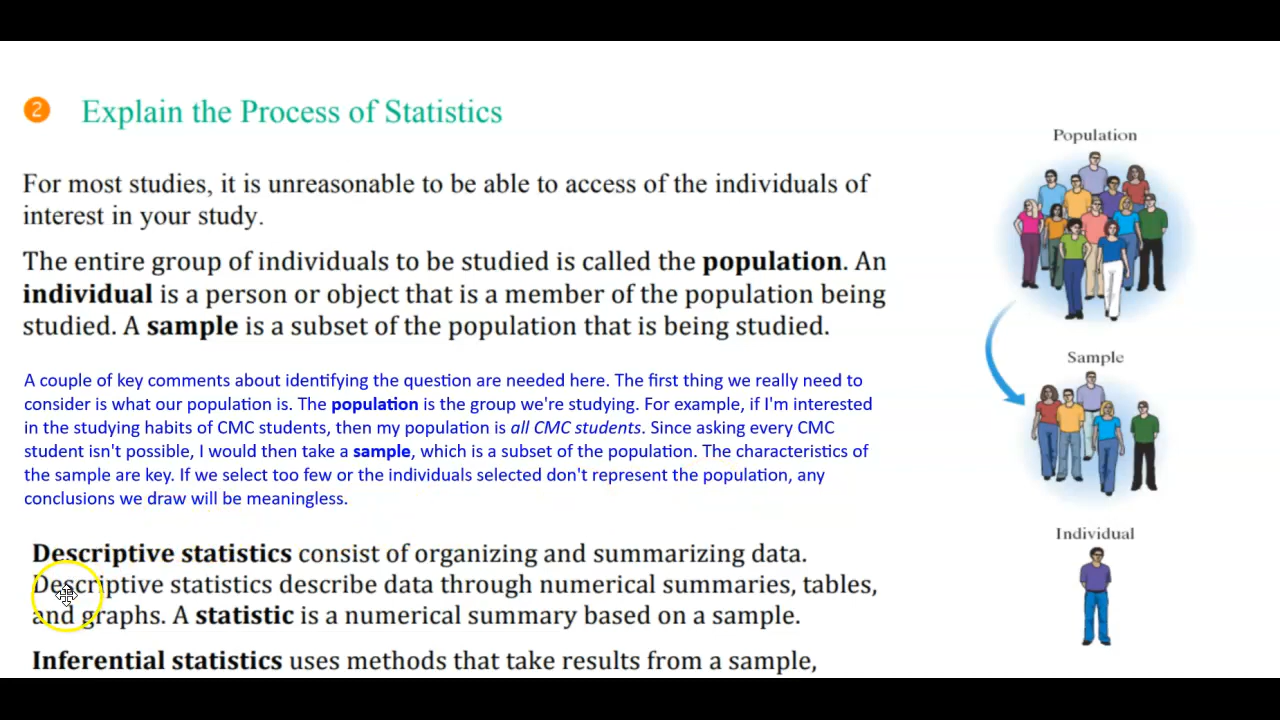 2 Explain the Process of Statistics
For most studies, it is unreasonable to be able to access of the individuals of
interest in your study.
The entire group of individuals to be studied is called the population. An
individual is a person or object that is a member of the population being
studied. A sample is a subset of the population that is being studied.
A couple of key comments about identifying the question are needed here. The first thing we really need to
consider is what our population is. The population is the group we're studying. For example, if I'm interested
in the studying habits of CMC students, then my population is all CMC students. Since asking every CMC
student isn't possible, I would then take a sample, which is a subset of the population. The characteristics of
the sample are key. If we select too few or the individuals selected don't represent the population, any
conclusions we draw will be meaningless.
Descriptive statistics consist of organizing and summarizing data.
Descriptive statistics describe data through numerical summaries, tables,
and graphs. A statistic is a numerical summary based on a sample.
Inferential statistics uses methods that take results from a sample,
Population
Sample
Individual